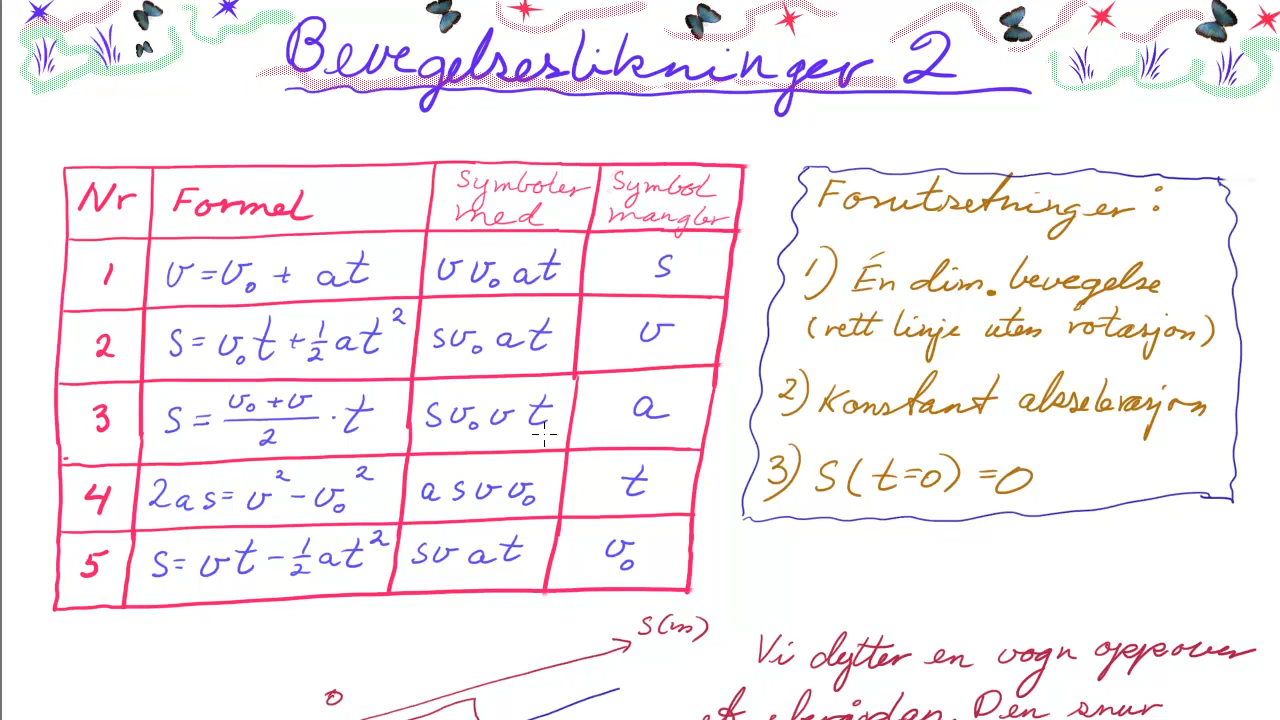 Bevegelseslikninger 2
Nr Formel Symboler med Symbol mangler
1 v = v₀ + at v v₀ a t s
2 s = v₀t + ½at² s v₀ a t v
3 s = (v₀ + v)/2 · t s v₀ v t a
4 2as = v² - v₀² a s v v₀ t
5 s = vt - ½at² s v a t v₀
Forutsetninger:
1) Én dim. bevegelse
(rett linje uten rotasjon)
2) Konstant akselerasjon
3) S(t=0) = 0
S(m)
0
Vi dytter en vogn oppover
et skråplan. Den snur